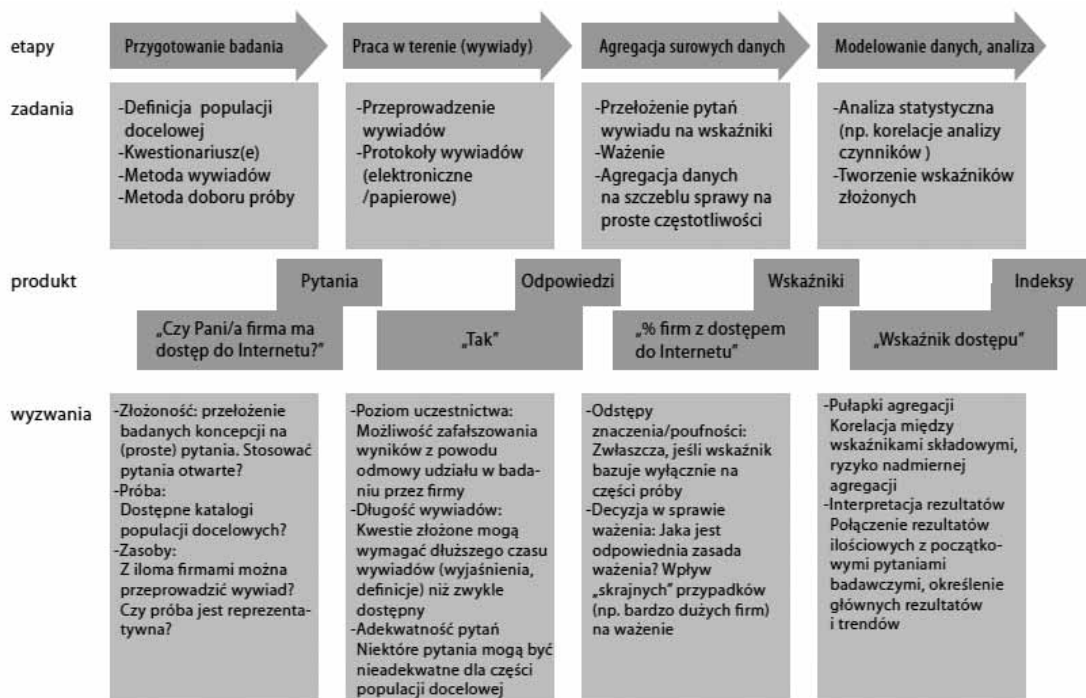 etapy
Przygotowanie badania
Praca w terenie (wywiady)
Agregacja surowych danych
Modelowanie danych, analiza
zadania
-Definicja populacji
docelowej
-Kwestionariusz(e)
-Metoda wywiadów
-Metoda doboru próby
-Przeprowadzenie
wywiadów
-Protokoły wywiadów
(elektroniczne
/papierowe)
-Przełożenie pytań
wywiadu na wskaźniki
-Ważenie
-Agregacja danych
na szczeblu sprawy na
proste częstotliwości
-Analiza statystyczna
(np. korelacje analizy
czynników )
-Tworzenie wskaźników
złożonych
produkt
Pytania
Odpowiedzi
Wskaźniki
Indeksy
„Czy Pani/a firma ma
dostęp do Internetu?”
„Tak”
„% firm z dostępem
do Internetu”
„Wskaźnik dostępu”
wyzwania
-Złożoność: przełożenie
badanych koncepcji na
(proste) pytania. Stosować
pytania otwarte?
-Próba:
Dostępne katalogi
populacji docelowych?
-Zasoby:
Z iloma firmami można
przeprowadzić wywiad?
Czy próba jest reprezenta-
tywna?
-Poziom uczestnictwa:
Możliwość zafałszowania
wyników z powodu
odmowy udziału w bada-
niu przez firmy
-Długość wywiadów:
Kwestie złożone mogą
wymagać dłuższego czasu
wywiadów (wyjaśnienia,
definicje) niż zwykle
dostępny
-Adekwatność pytań
Niektóre pytania mogą być
nieadekwatne dla części
populacji docelowej
-Odstępy
znaczenia/poufności:
Zwłaszcza, jeśli wskaźnik
bazuje wyłącznie na
części próby
-Decyzja w sprawie
ważenia: Jaka jest
odpowiednia zasada
ważenia? Wpływ
„skrajnych” przypadków
(np. bardzo dużych firm)
na ważenie
-Pułapki agregacji
Korelacja między
wskaźnikami składowymi,
ryzyko nadmiernej
agregacji
-Interpretacja rezultatów
Połączenie rezultatów
ilościowych z początko-
wymi pytaniami
badawczymi, określenie
głównych rezultatów
i trendów